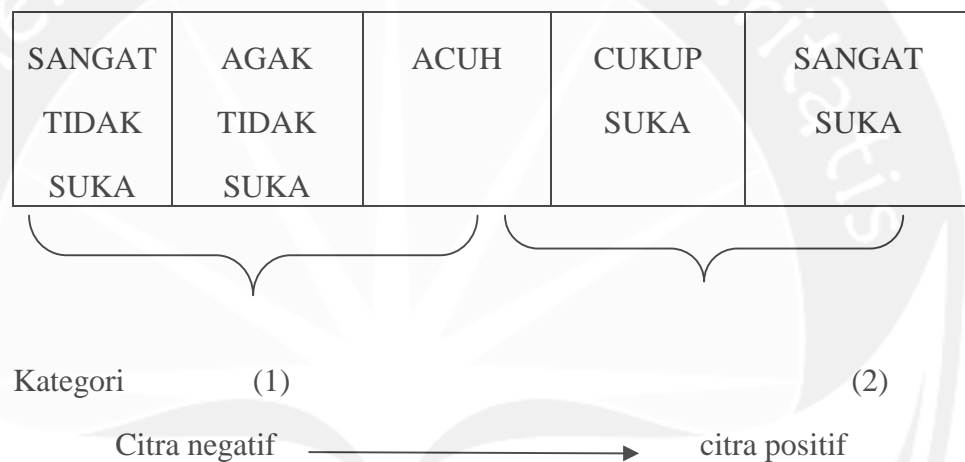 SANGAT TIDAK SUKA
AGAK TIDAK SUKA
ACUH
CUKUP SUKA
SANGAT SUKA
Kategori (1) (2)
Citra negatif citra positif